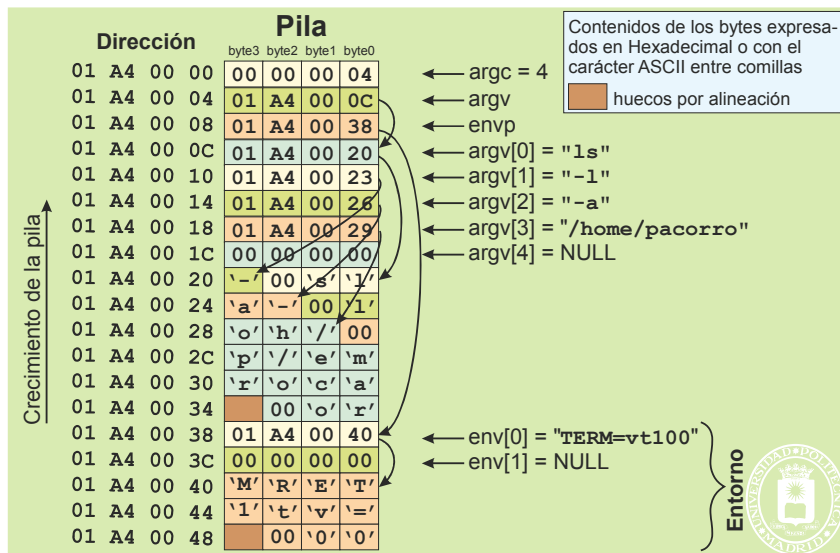 Pila
Dirección
byte3 byte2 byte1 byte0
01 A4 00 00 00 00 00 04 argc = 4
01 A4 00 04 01 A4 00 0C argv
01 A4 00 08 01 A4 00 38 envp
01 A4 00 0C 01 A4 00 20 argv[0] = "ls"
01 A4 00 10 01 A4 00 23 argv[1] = "-l"
01 A4 00 14 01 A4 00 26 argv[2] = "-a"
01 A4 00 18 01 A4 00 29 argv[3] = "/home/pacorro"
01 A4 00 1C 00 00 00 00 argv[4] = NULL
01 A4 00 20 ‘-’ 00 ‘s’ ‘l’
01 A4 00 24 ‘a’ ‘-’ 00 ‘l’
01 A4 00 28 ‘o’ ‘h’ ‘/’ 00
01 A4 00 2C ‘p’ ‘/’ ‘e’ ‘m’
01 A4 00 30 ‘r’ ‘o’ ‘c’ ‘a’
01 A4 00 34 00 ‘o’ ‘r’
01 A4 00 38 01 A4 00 40 env[0] = "TERM=vt100"
01 A4 00 3C 00 00 00 00 env[1] = NULL
01 A4 00 40 ‘M’ ‘R’ ‘E’ ‘T’
01 A4 00 44 ‘1’ ‘t’ ‘v’ ‘=’
01 A4 00 48 00 ‘0’ ‘0’
Crecimiento de la pila
Contenidos de los bytes expresa-
dos en Hexadecimal o con el
carácter ASCII entre comillas
huecos por alineación
Entorno
UNIVERSIDAD POLITÉCNICA
MADRID